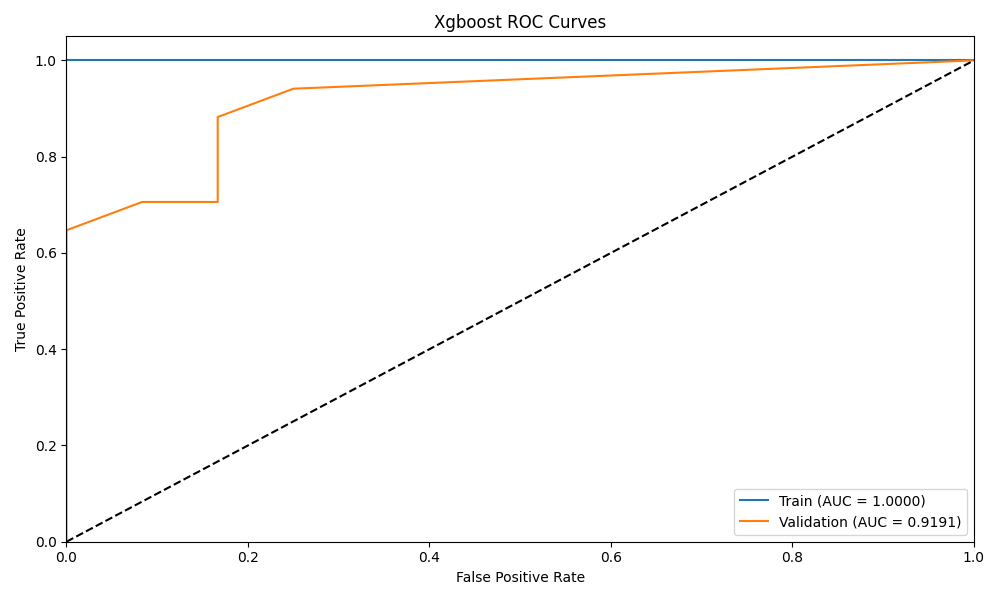 Xgboost ROC Curves
True Positive Rate
1.0
0.8
0.6
0.4
0.2
0.0
Train (AUC = 1.0000)
Validation (AUC = 0.9191)
0.0 0.2 0.4 0.6 0.8 1.0
False Positive Rate